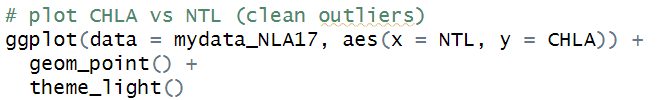 # plot CHLA vs NTL (clean outliers)
ggplot(data = mydata_NLA17, aes(x = NTL, y = CHLA)) +
  geom_point() +
  theme_light()